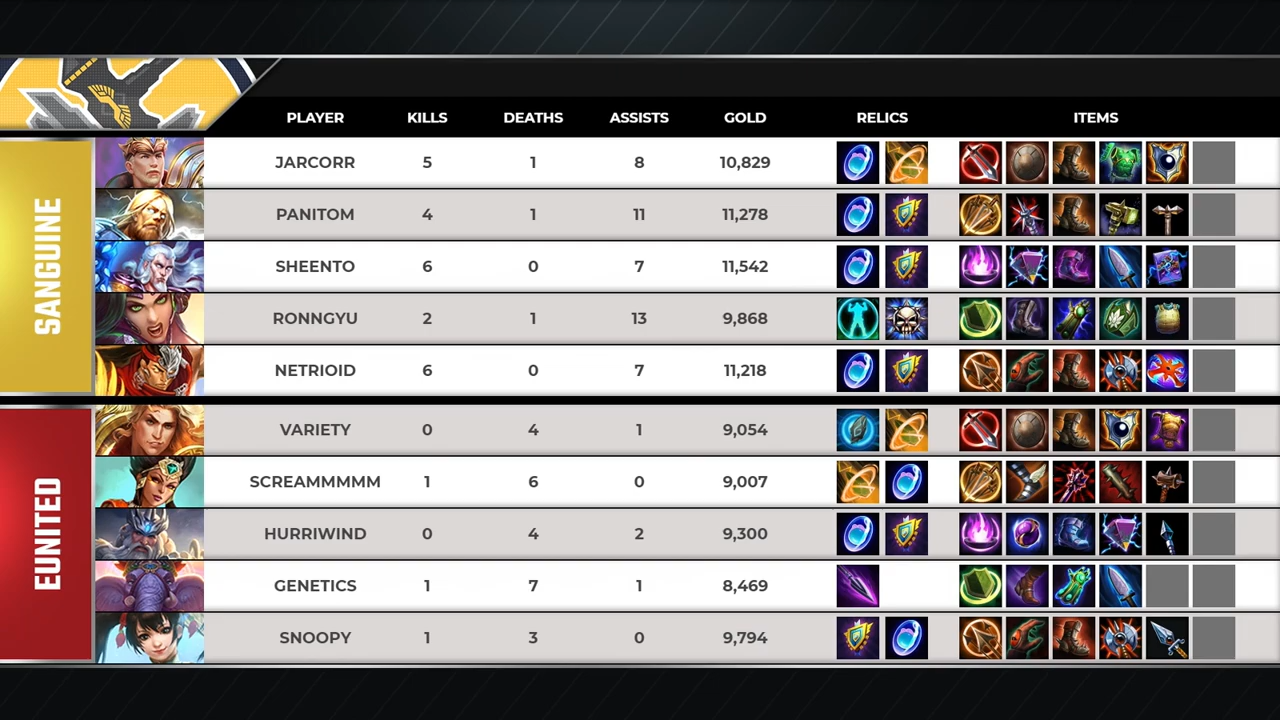 PLAYER KILLS DEATHS ASSISTS GOLD RELICS ITEMS
SANGUINE
JARCORR 5 1 8 10,829
PANITOM 4 1 11 11,278
SHEENTO 6 0 7 11,542
RONNGYU 2 1 13 9,868
NETRIOID 6 0 7 11,218
EUNITED
VARIETY 0 4 1 9,054
SCREAMMMMM 1 6 0 9,007
HURRIWIND 0 4 2 9,300
GENETICS 1 7 1 8,469
SNOOPY 1 3 0 9,794